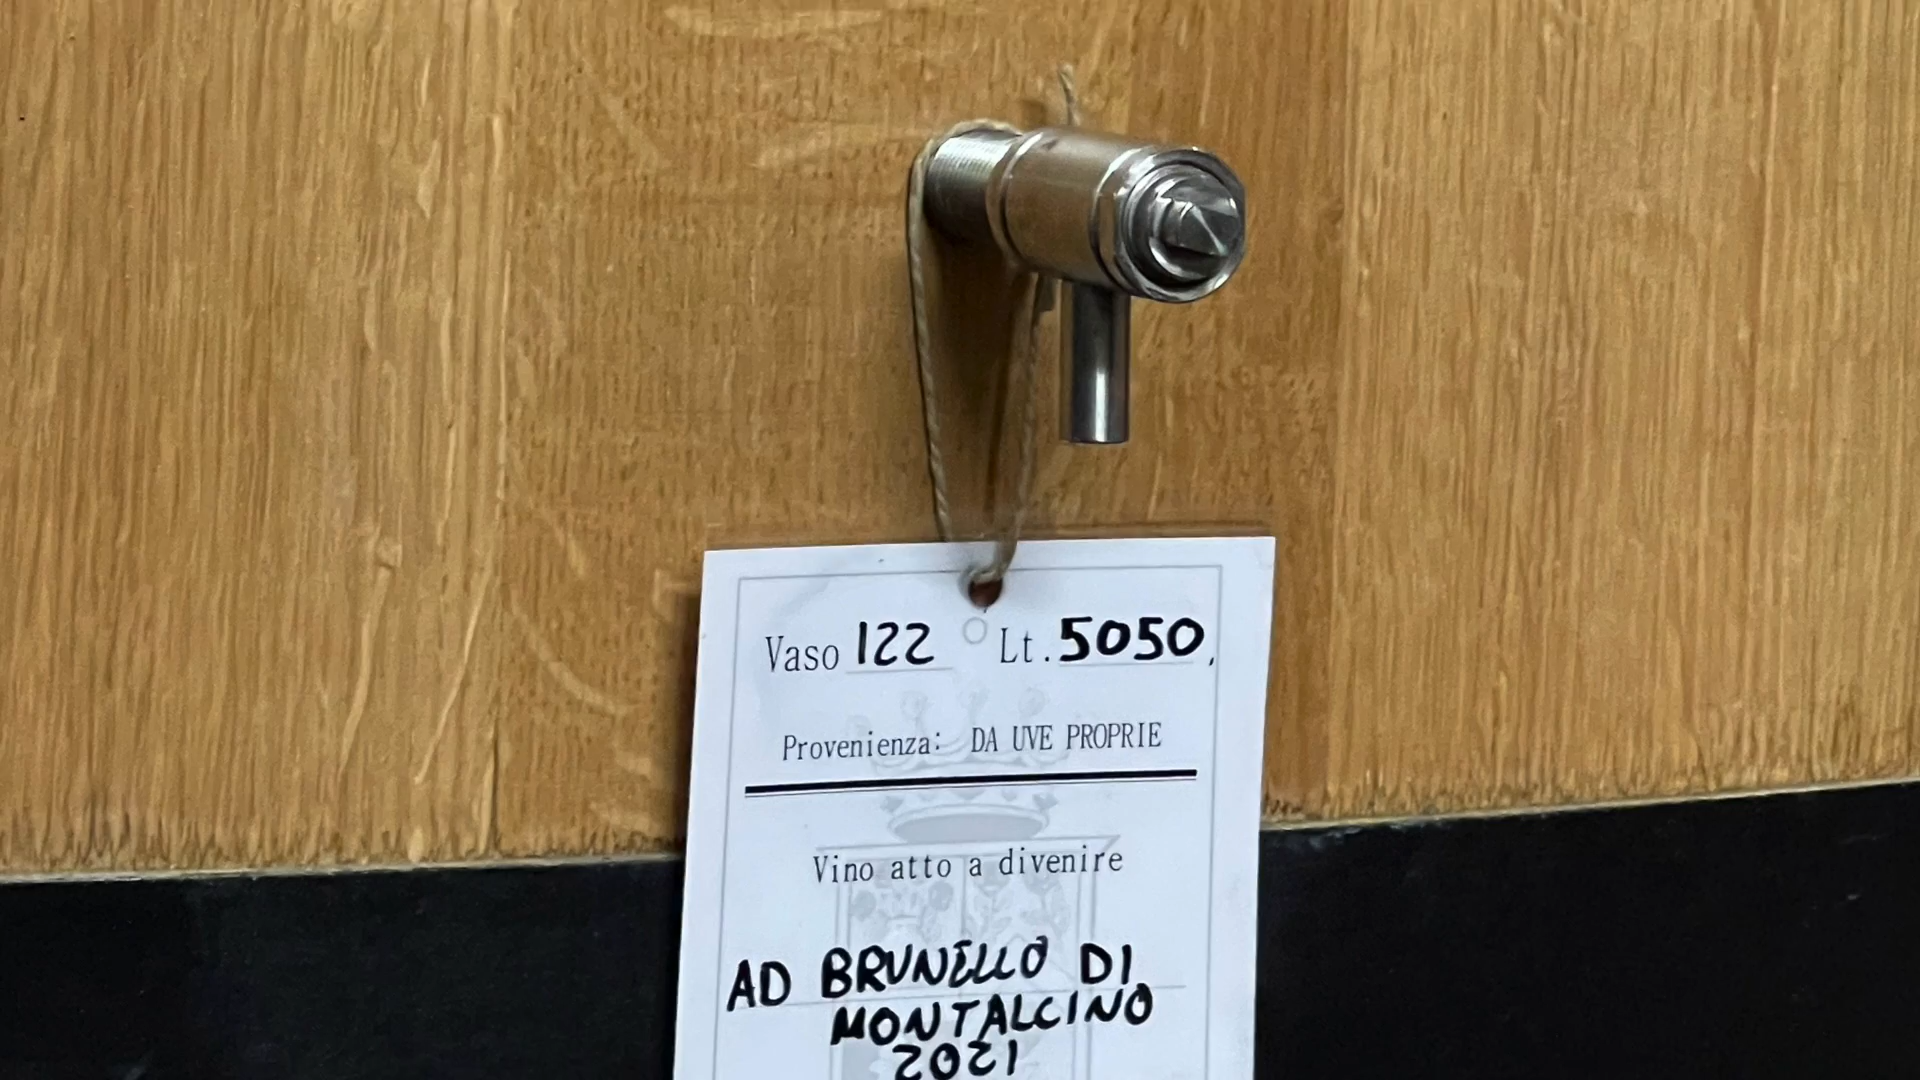 Vaso 122 Lt. 5050,
Provenienza: DA UVE PROPRIE
Vino atto a divenire
AD BRUNELLO DI
MONTALCINO
2021